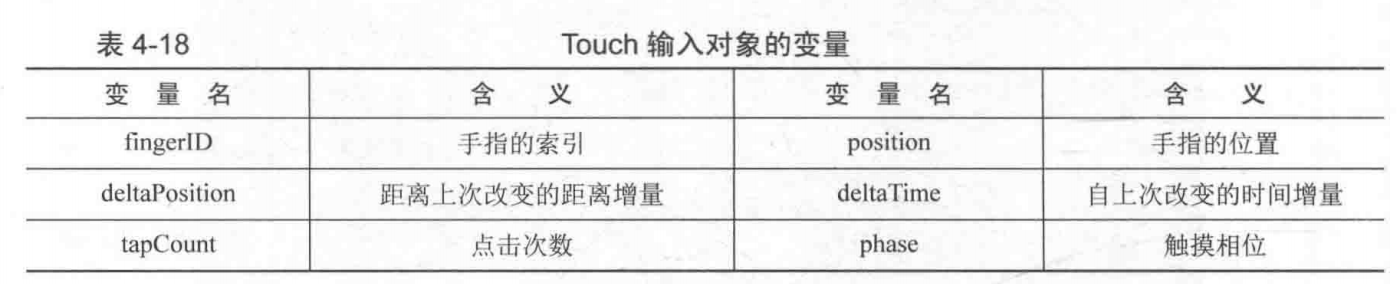 表 4-18 Touch 输入对象的变量
变 量 名 含 义 变 量 名 含 义
fingerID 手指的索引 position 手指的位置
deltaPosition 距离上次改变的距离增量 deltaTime 自上次改变的时间增量
tapCount 点击次数 phase 触摸相位